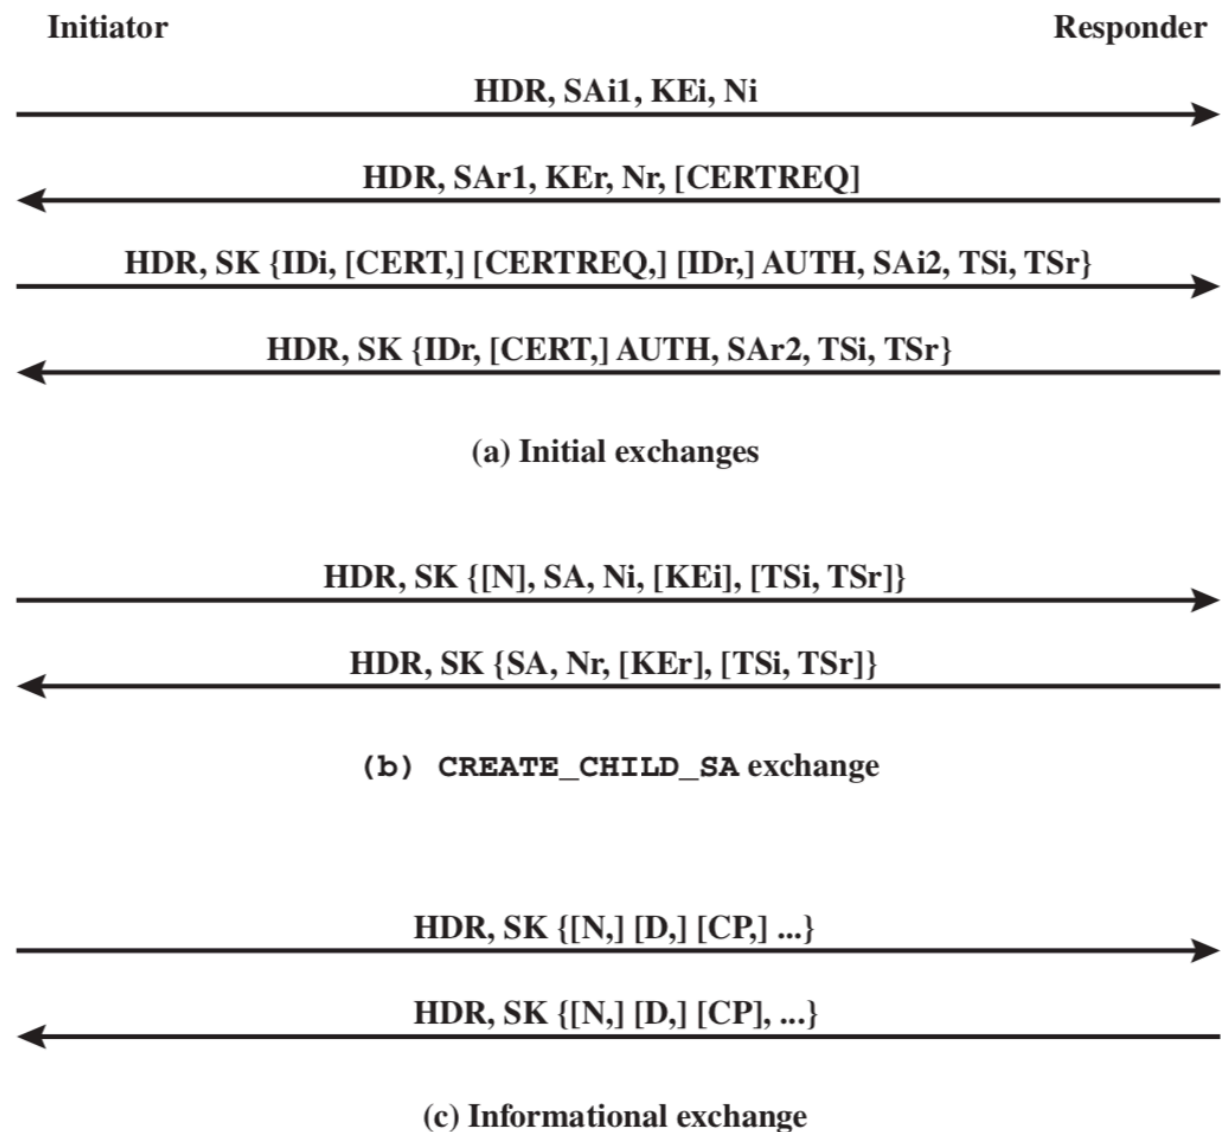 Initiator Responder
HDR, SAi1, KEi, Ni
HDR, SAr1, KEr, Nr, [CERTREQ]
HDR, SK {IDi, [CERT,] [CERTREQ,] [IDr,] AUTH, SAi2, TSi, TSr}
HDR, SK {IDr, [CERT,] AUTH, SAr2, TSi, TSr}
(a) Initial exchanges
HDR, SK {[N], SA, Ni, [KEi], [TSi, TSr]}
HDR, SK {SA, Nr, [KEr], [TSi, TSr]}
(b) CREATE_CHILD_SA exchange
HDR, SK {[N,] [D,] [CP,] ...}
HDR, SK {[N,] [D,] [CP], ...}
(c) Informational exchange